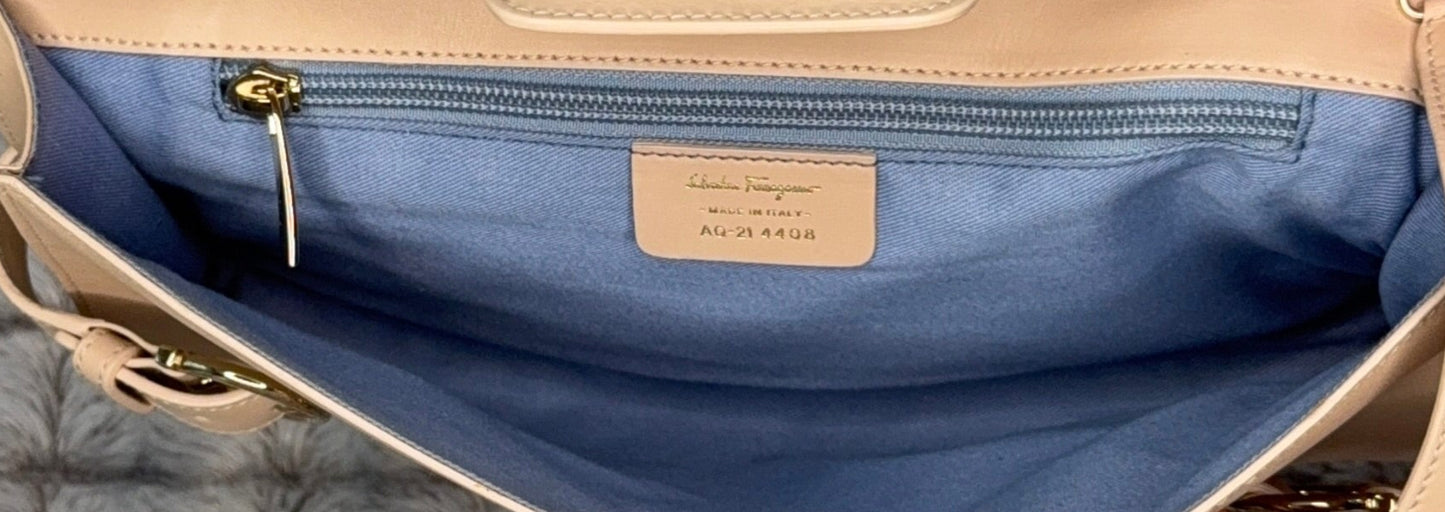 Salvatore Ferragamo
- MADE IN ITALY -
AQ-21 4408